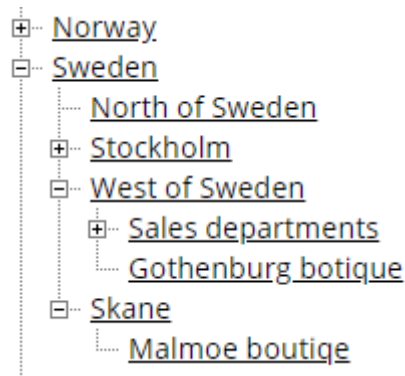 Norway
Sweden
North of Sweden
Stockholm
West of Sweden
Sales departments
Gothenburg botique
Skane
Malmoe boutiqe